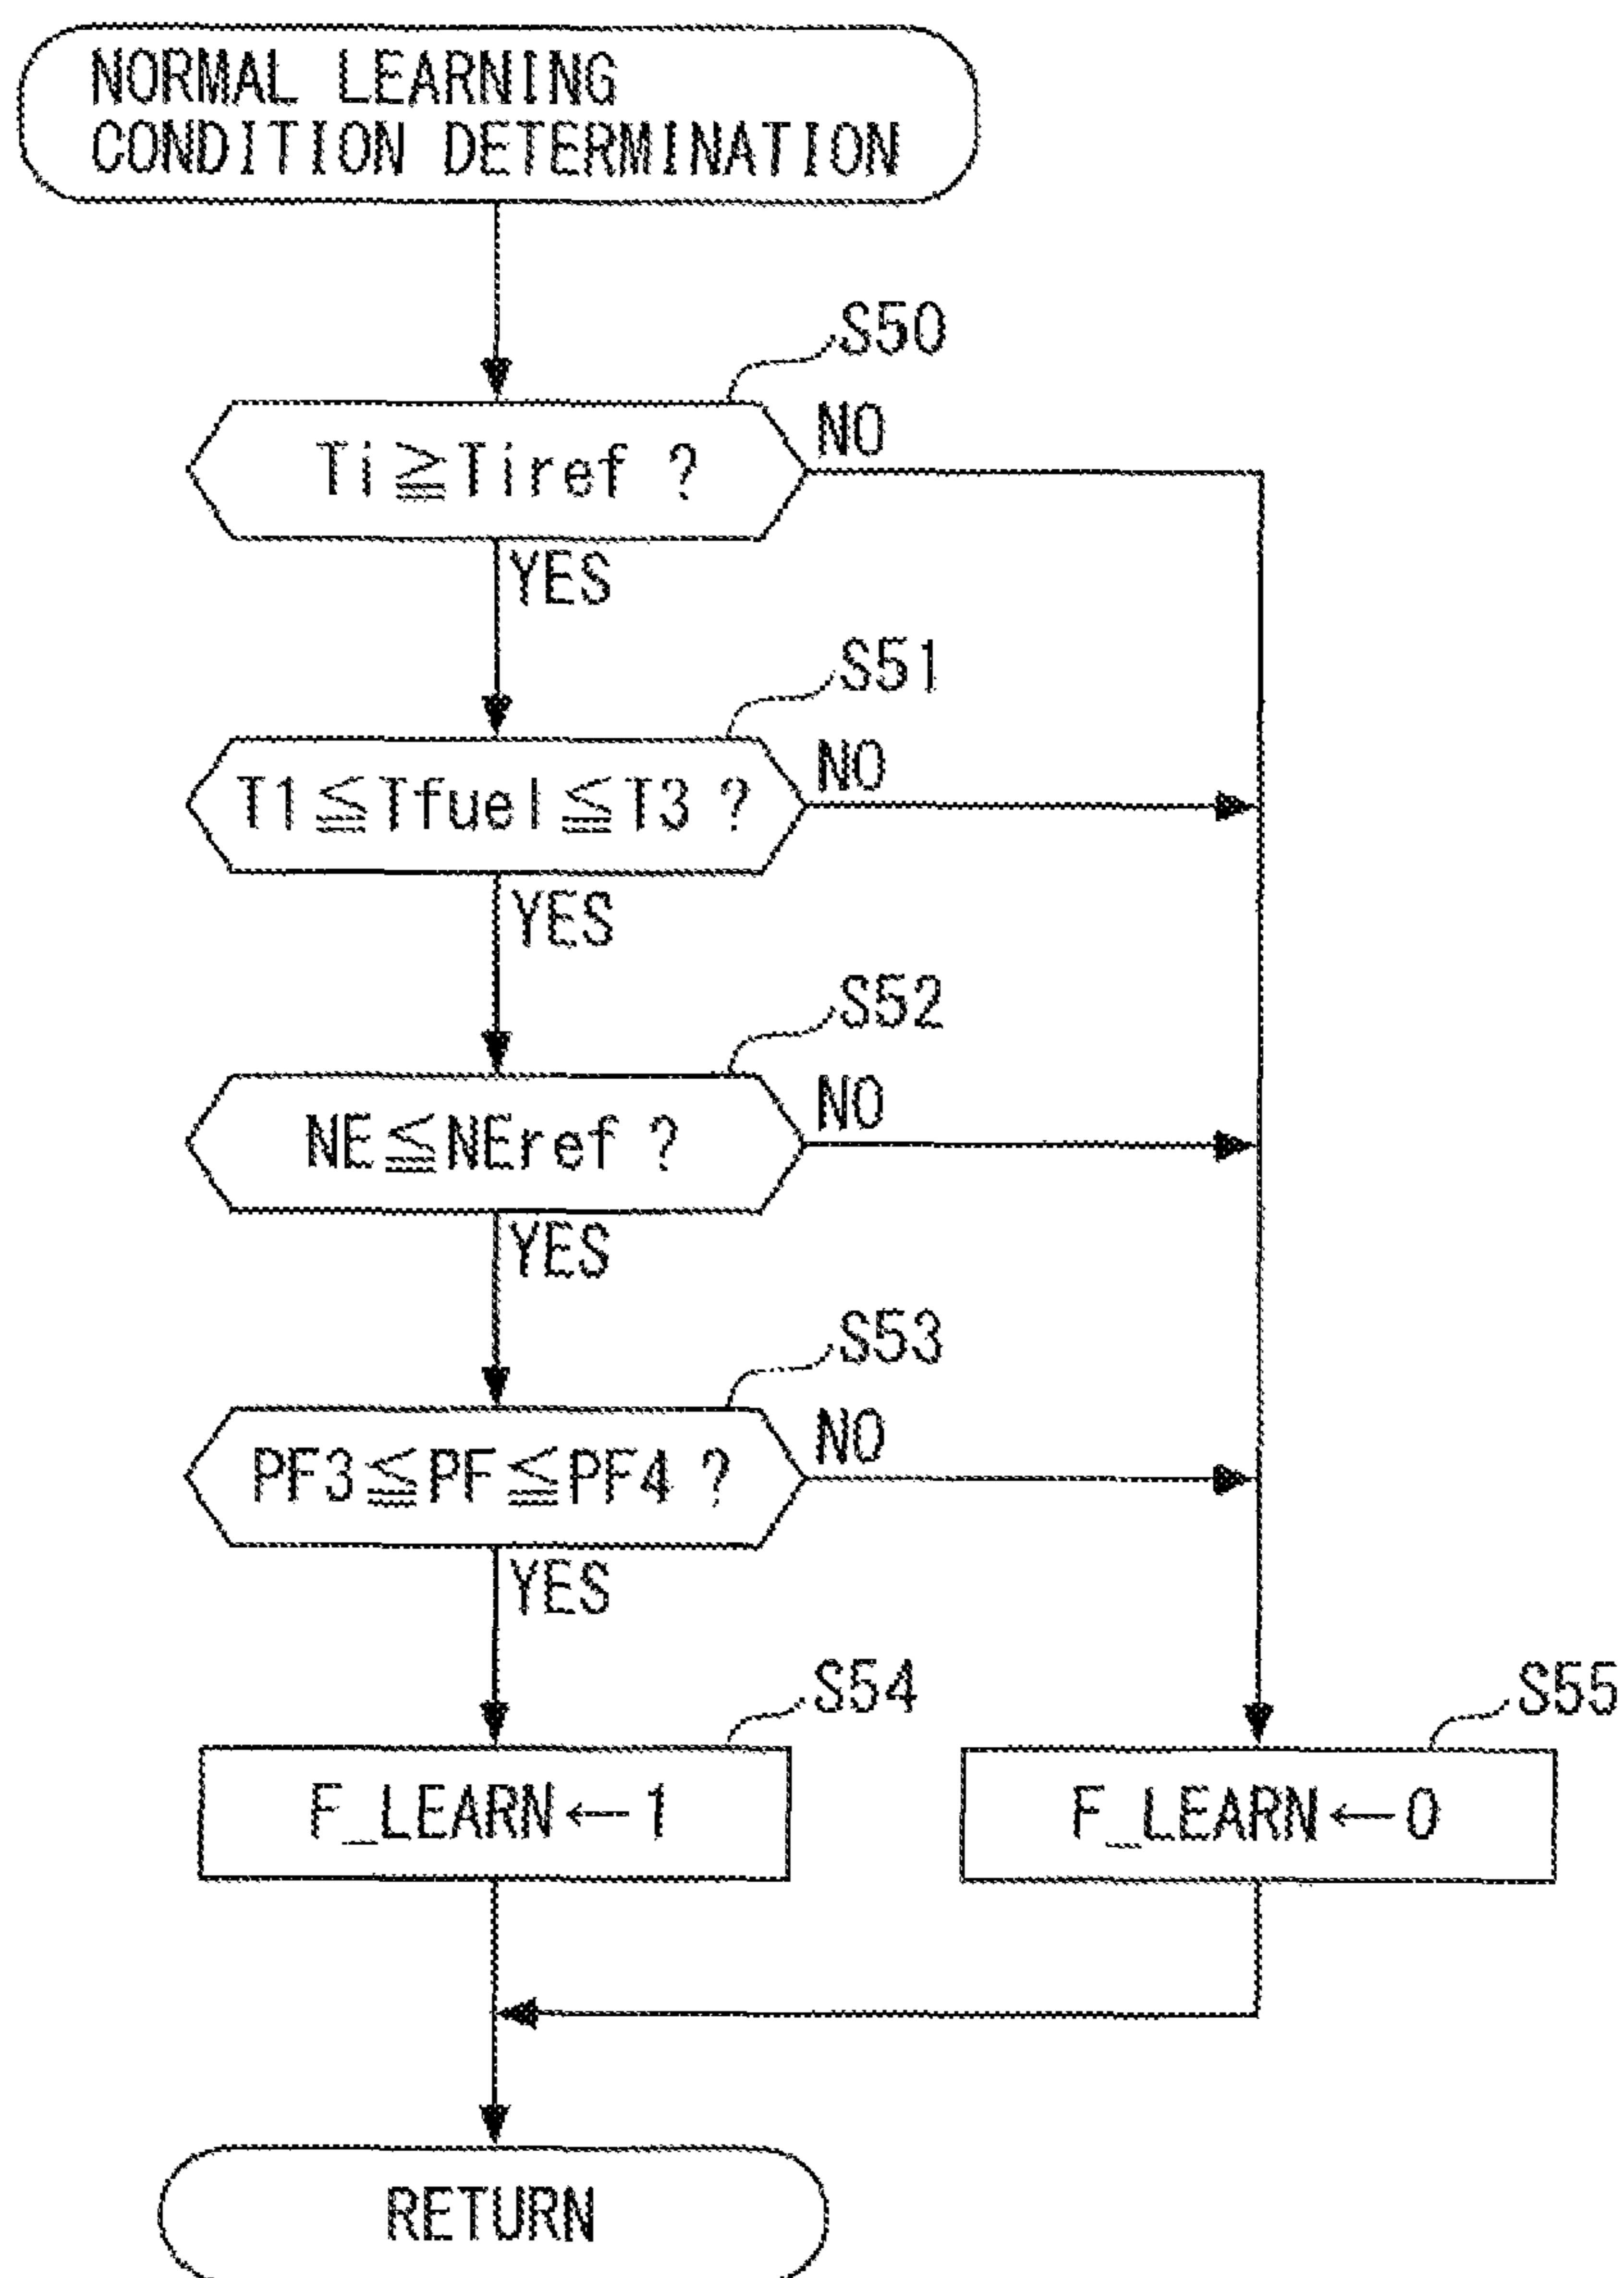 NORMAL LEARNING
CONDITION DETERMINATION
S50
Ti≧Tiref ?
NO
YES
S51
T1≦Tfuel≦T3 ?
NO
YES
S52
NE≦NEref ?
NO
YES
S53
PF3≦PF≦PF4 ?
NO
YES
S54
F_LEARN←1
S55
F_LEARN←0
RETURN